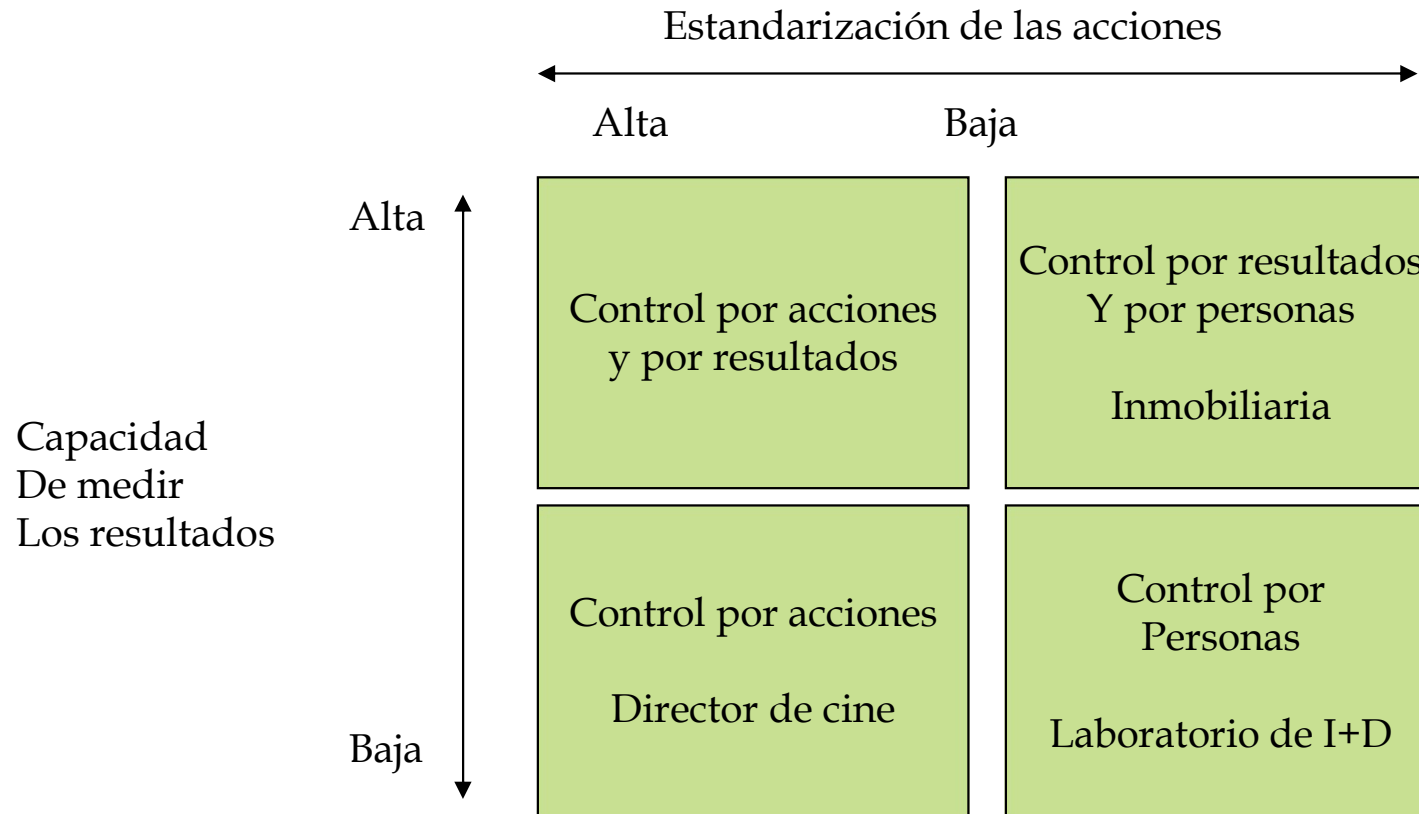 Estandarización de las acciones
Alta
Baja
Alta
Control por acciones
y por resultados
Control por resultados
Y por personas
Inmobiliaria
Capacidad
De medir
Los resultados
Control por acciones
Director de cine
Control por
Personas
Laboratorio de I+D
Baja